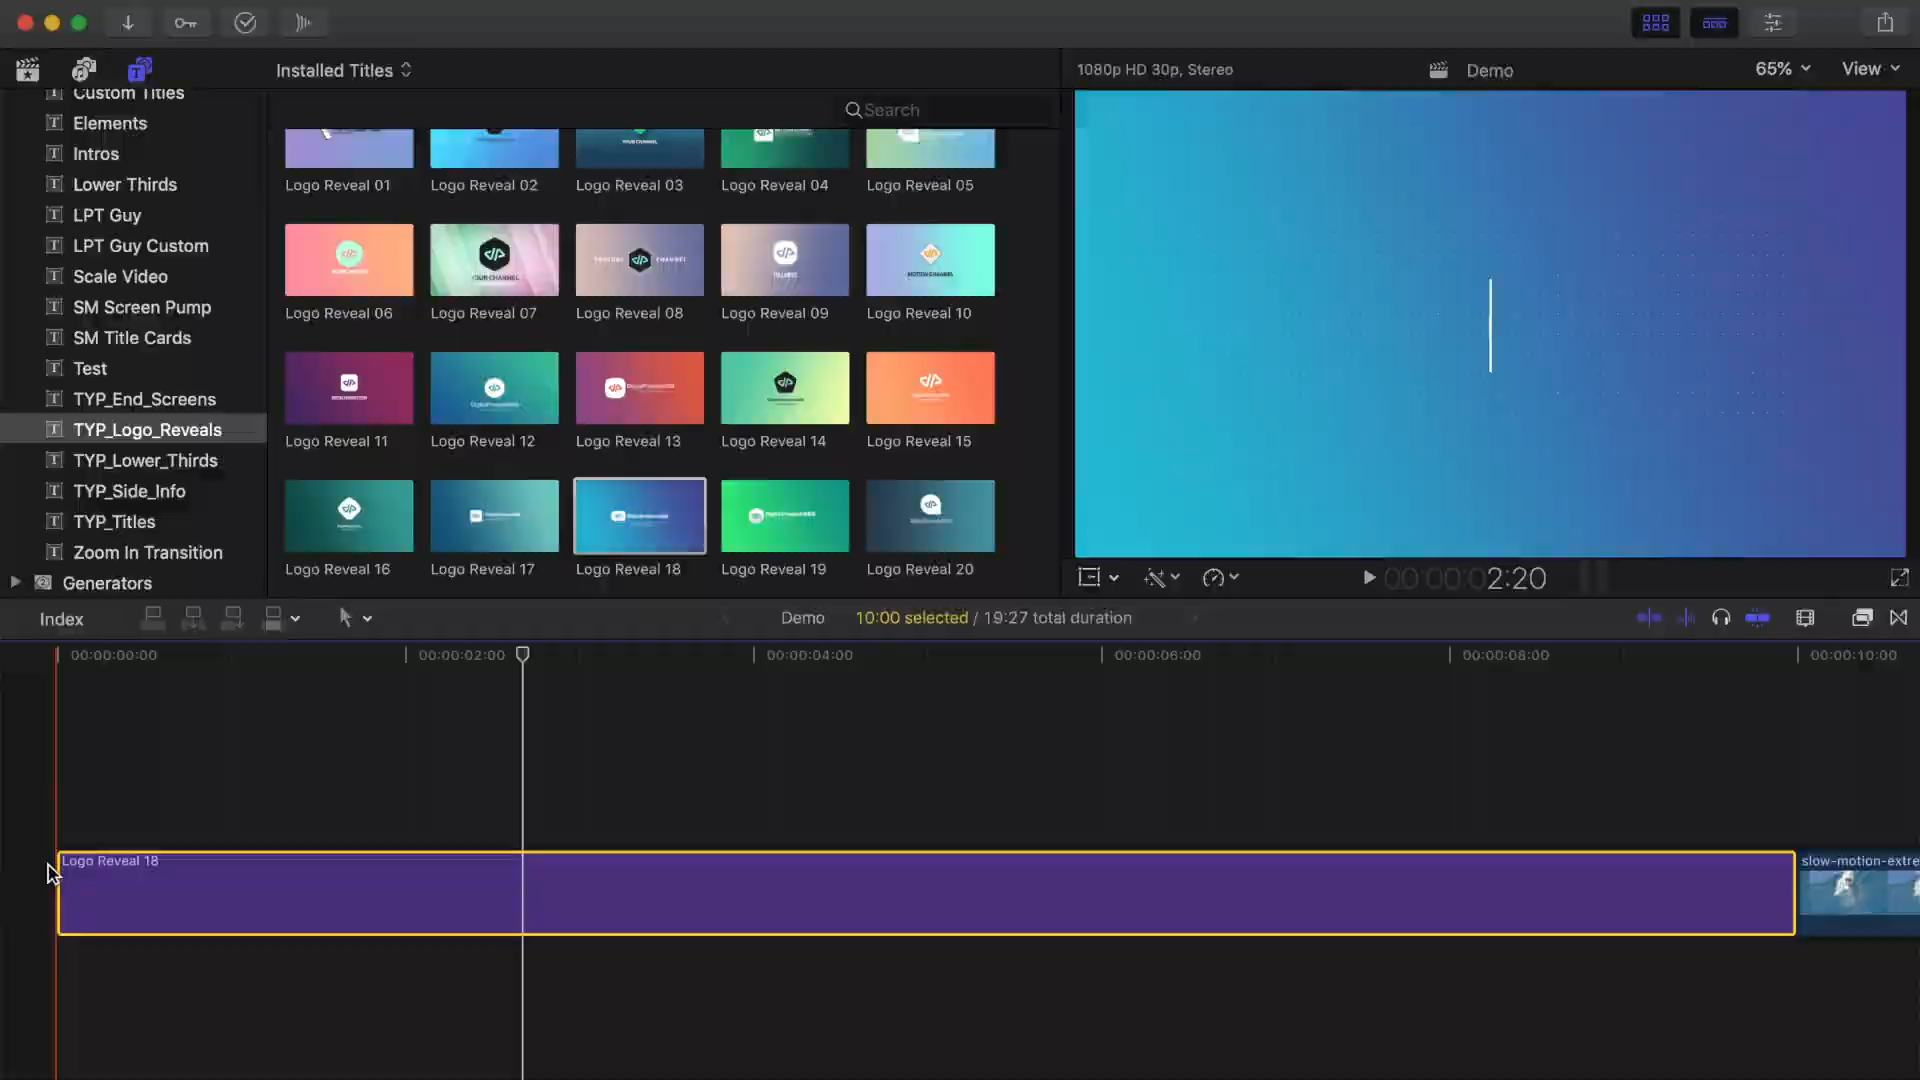 Installed Titles
1080p HD 30p, Stereo
Demo
65%
View
Custom Titles
Elements
Intros
Lower Thirds
LPT Guy
LPT Guy Custom
Scale Video
SM Screen Pump
SM Title Cards
Test
TYP_End_Screens
TYP_Logo_Reveals
TYP_Lower_Thirds
TYP_Side_Info
TYP_Titles
Zoom In Transition
Generators
Search
YOUR CHANNEL
Logo Reveal 01
Logo Reveal 02
Logo Reveal 03
Logo Reveal 04
Logo Reveal 05
YOUR CHANNEL
CHANNEL
MOTION CHANNEL
Logo Reveal 06
Logo Reveal 07
Logo Reveal 08
Logo Reveal 09
Logo Reveal 10
Logo Reveal 11
Logo Reveal 12
Logo Reveal 13
Logo Reveal 14
Logo Reveal 15
Logo Reveal 16
Logo Reveal 17
Logo Reveal 18
Logo Reveal 19
Logo Reveal 20
00:00:02:20
Index
Demo
10:00 selected / 19:27 total duration
00:00:00:00
00:00:02:00
00:00:04:00
00:00:06:00
00:00:08:00
00:00:10:00
Logo Reveal 18
slow-motion-extre